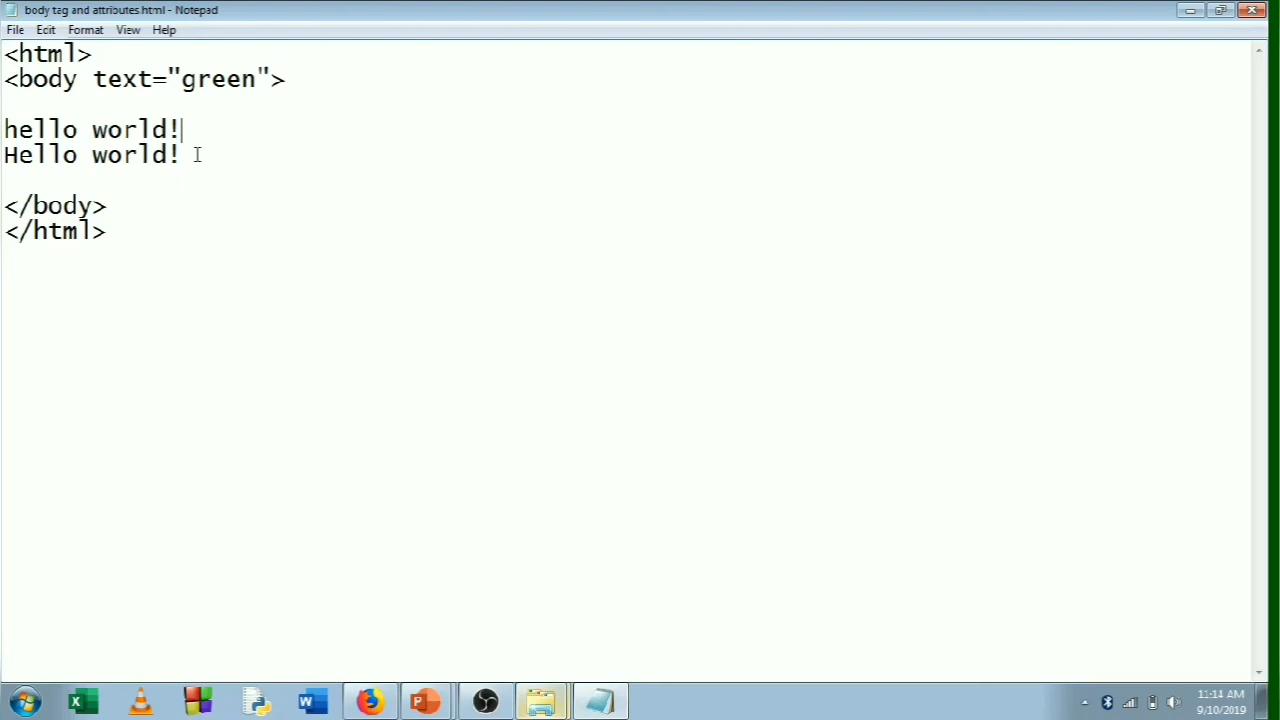 body tag and attributes.html - Notepad
File Edit Format View Help
<html>
<body text="green">
hello world!
Hello world!
</body>
</html>
11:14 AM
9/10/2019